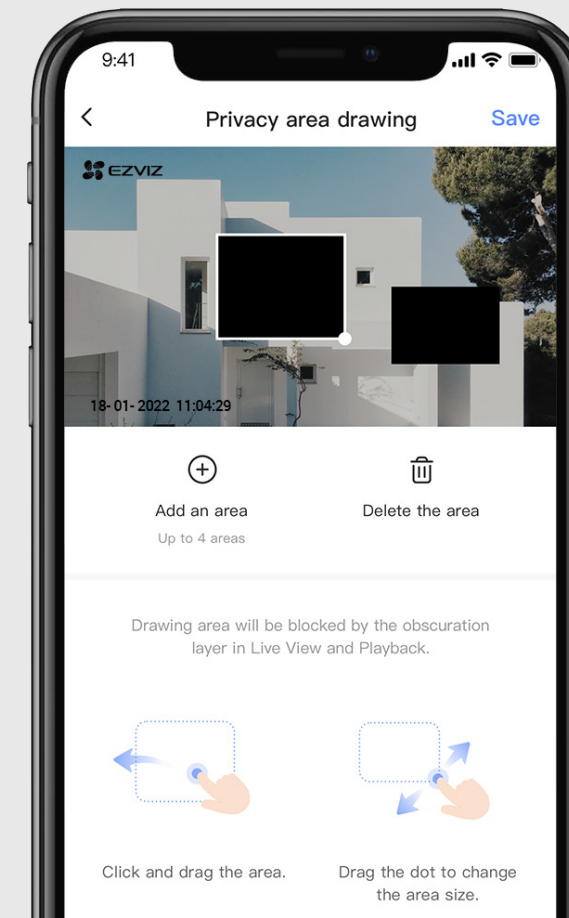 9:41
Privacy area drawing
Save
EZVIZ
18-01-2022 11:04:29
Add an area
Delete the area
Up to 4 areas
Drawing area will be blocked by the obscuration
layer in Live View and Playback.
Click and drag the area.
Drag the dot to change
the area size.